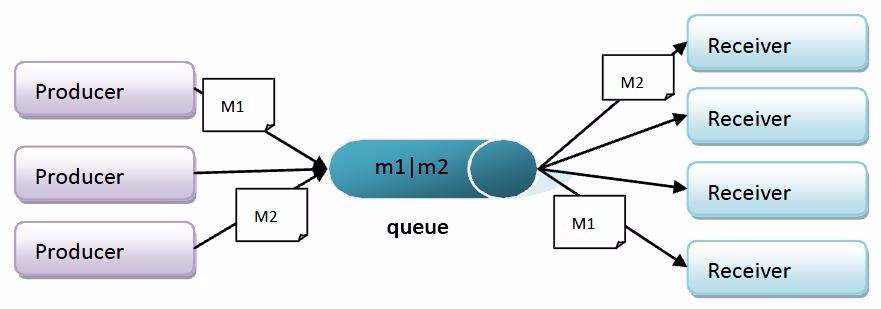 Producer
M1
Producer
M2
Producer
m1|m2
queue
Receiver
M2
Receiver
Receiver
M1
Receiver